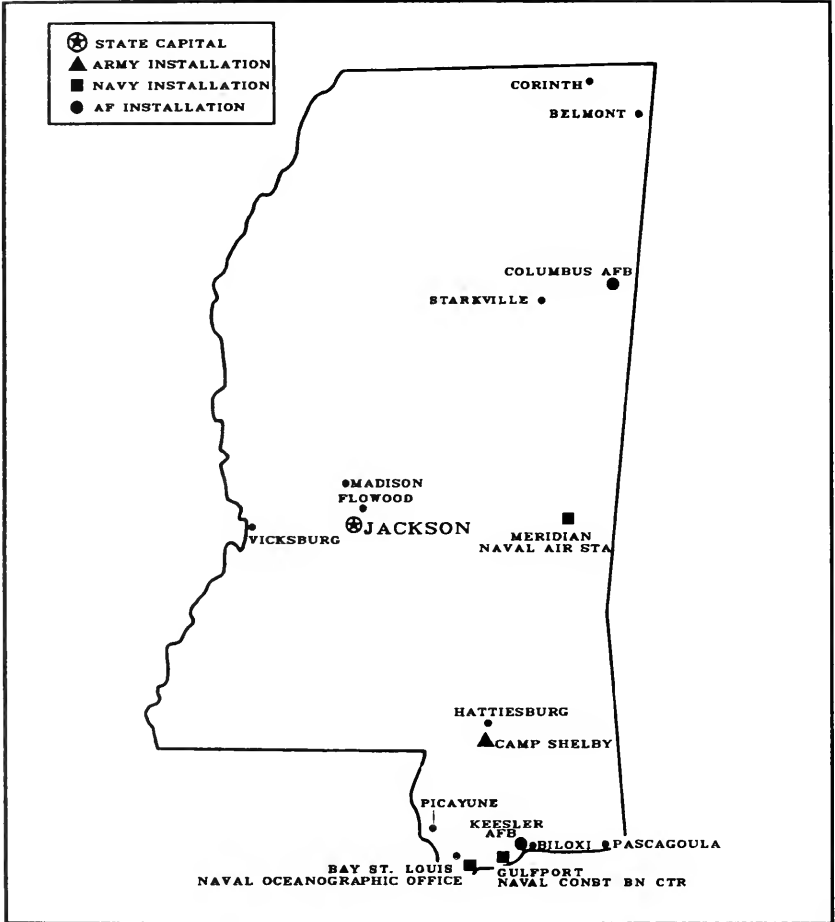 STATE CAPITAL
ARMY INSTALLATION
NAVY INSTALLATION
AF INSTALLATION
CORINTH
BELMONT
COLUMBUS AFB
STARKVILLE
MADISON
FLOWOOD
JACKSON
VICKSBURG
MERIDIAN
NAVAL AIR STA
HATTIESBURG
CAMP SHELBY
PICAYUNE
KEESLER
AFB
BILOXI
PASCAGOULA
BAY ST. LOUIS
NAVAL OCEANOGRAPHIC OFFICE
GULFPORT
NAVAL CONBT BN CTR